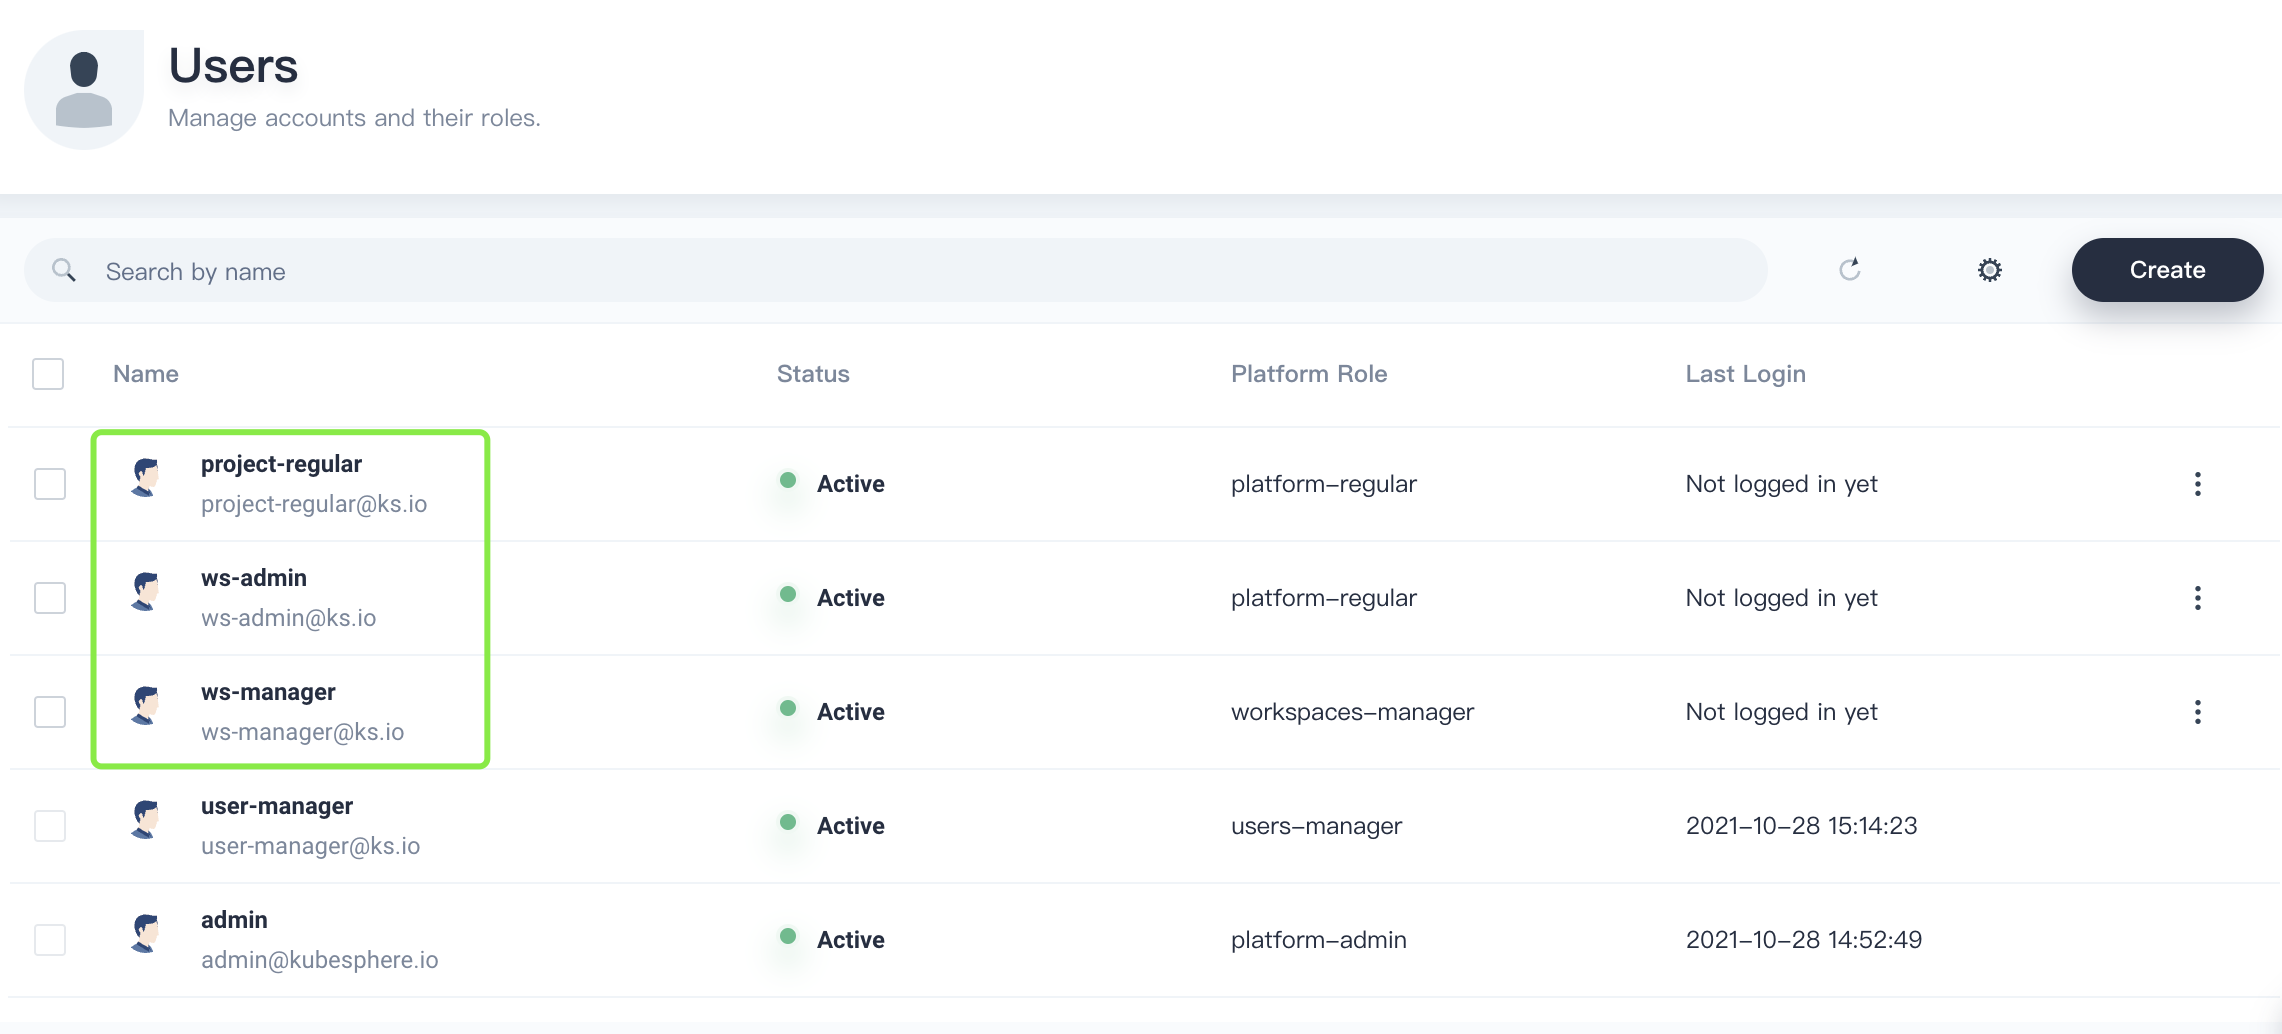 Users
Manage accounts and their roles.
Search by name
Create
Name Status Platform Role Last Login
project-regular
project-regular@ks.io
Active platform-regular Not logged in yet
ws-admin
ws-admin@ks.io
Active platform-regular Not logged in yet
ws-manager
ws-manager@ks.io
Active workspaces-manager Not logged in yet
user-manager
user-manager@ks.io
Active users-manager 2021-10-28 15:14:23
admin
admin@kubesphere.io
Active platform-admin 2021-10-28 14:52:49